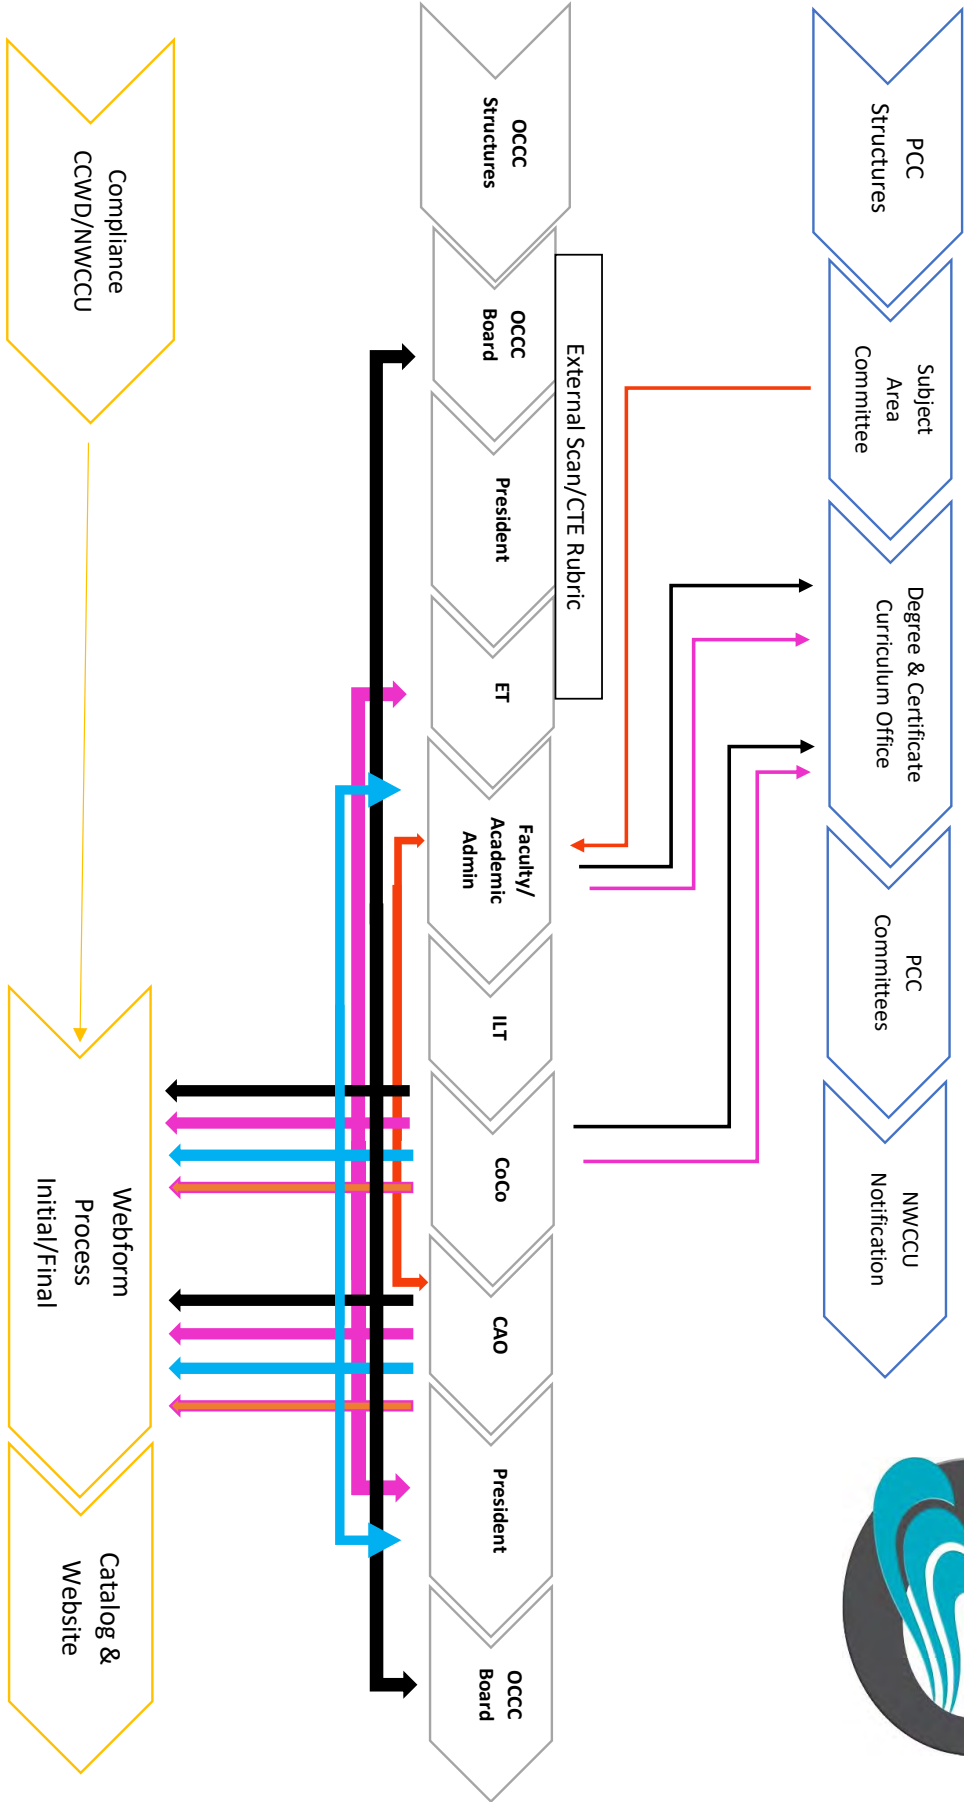 PCC
Structures
Subject
Area
Committee
Degree & Certificate
Curriculum Office
PCC
Committees
NWCCU
Notification
External Scan/CTE Rubric
OCCC
Structures
OCCC
Board
President
ET
Faculty/
Academic
Admin
ILT
CoCo
CAO
President
OCCC
Board
Compliance
CCWD/NWCCU
Webform
Process
Initial/Final
Catalog &
Website